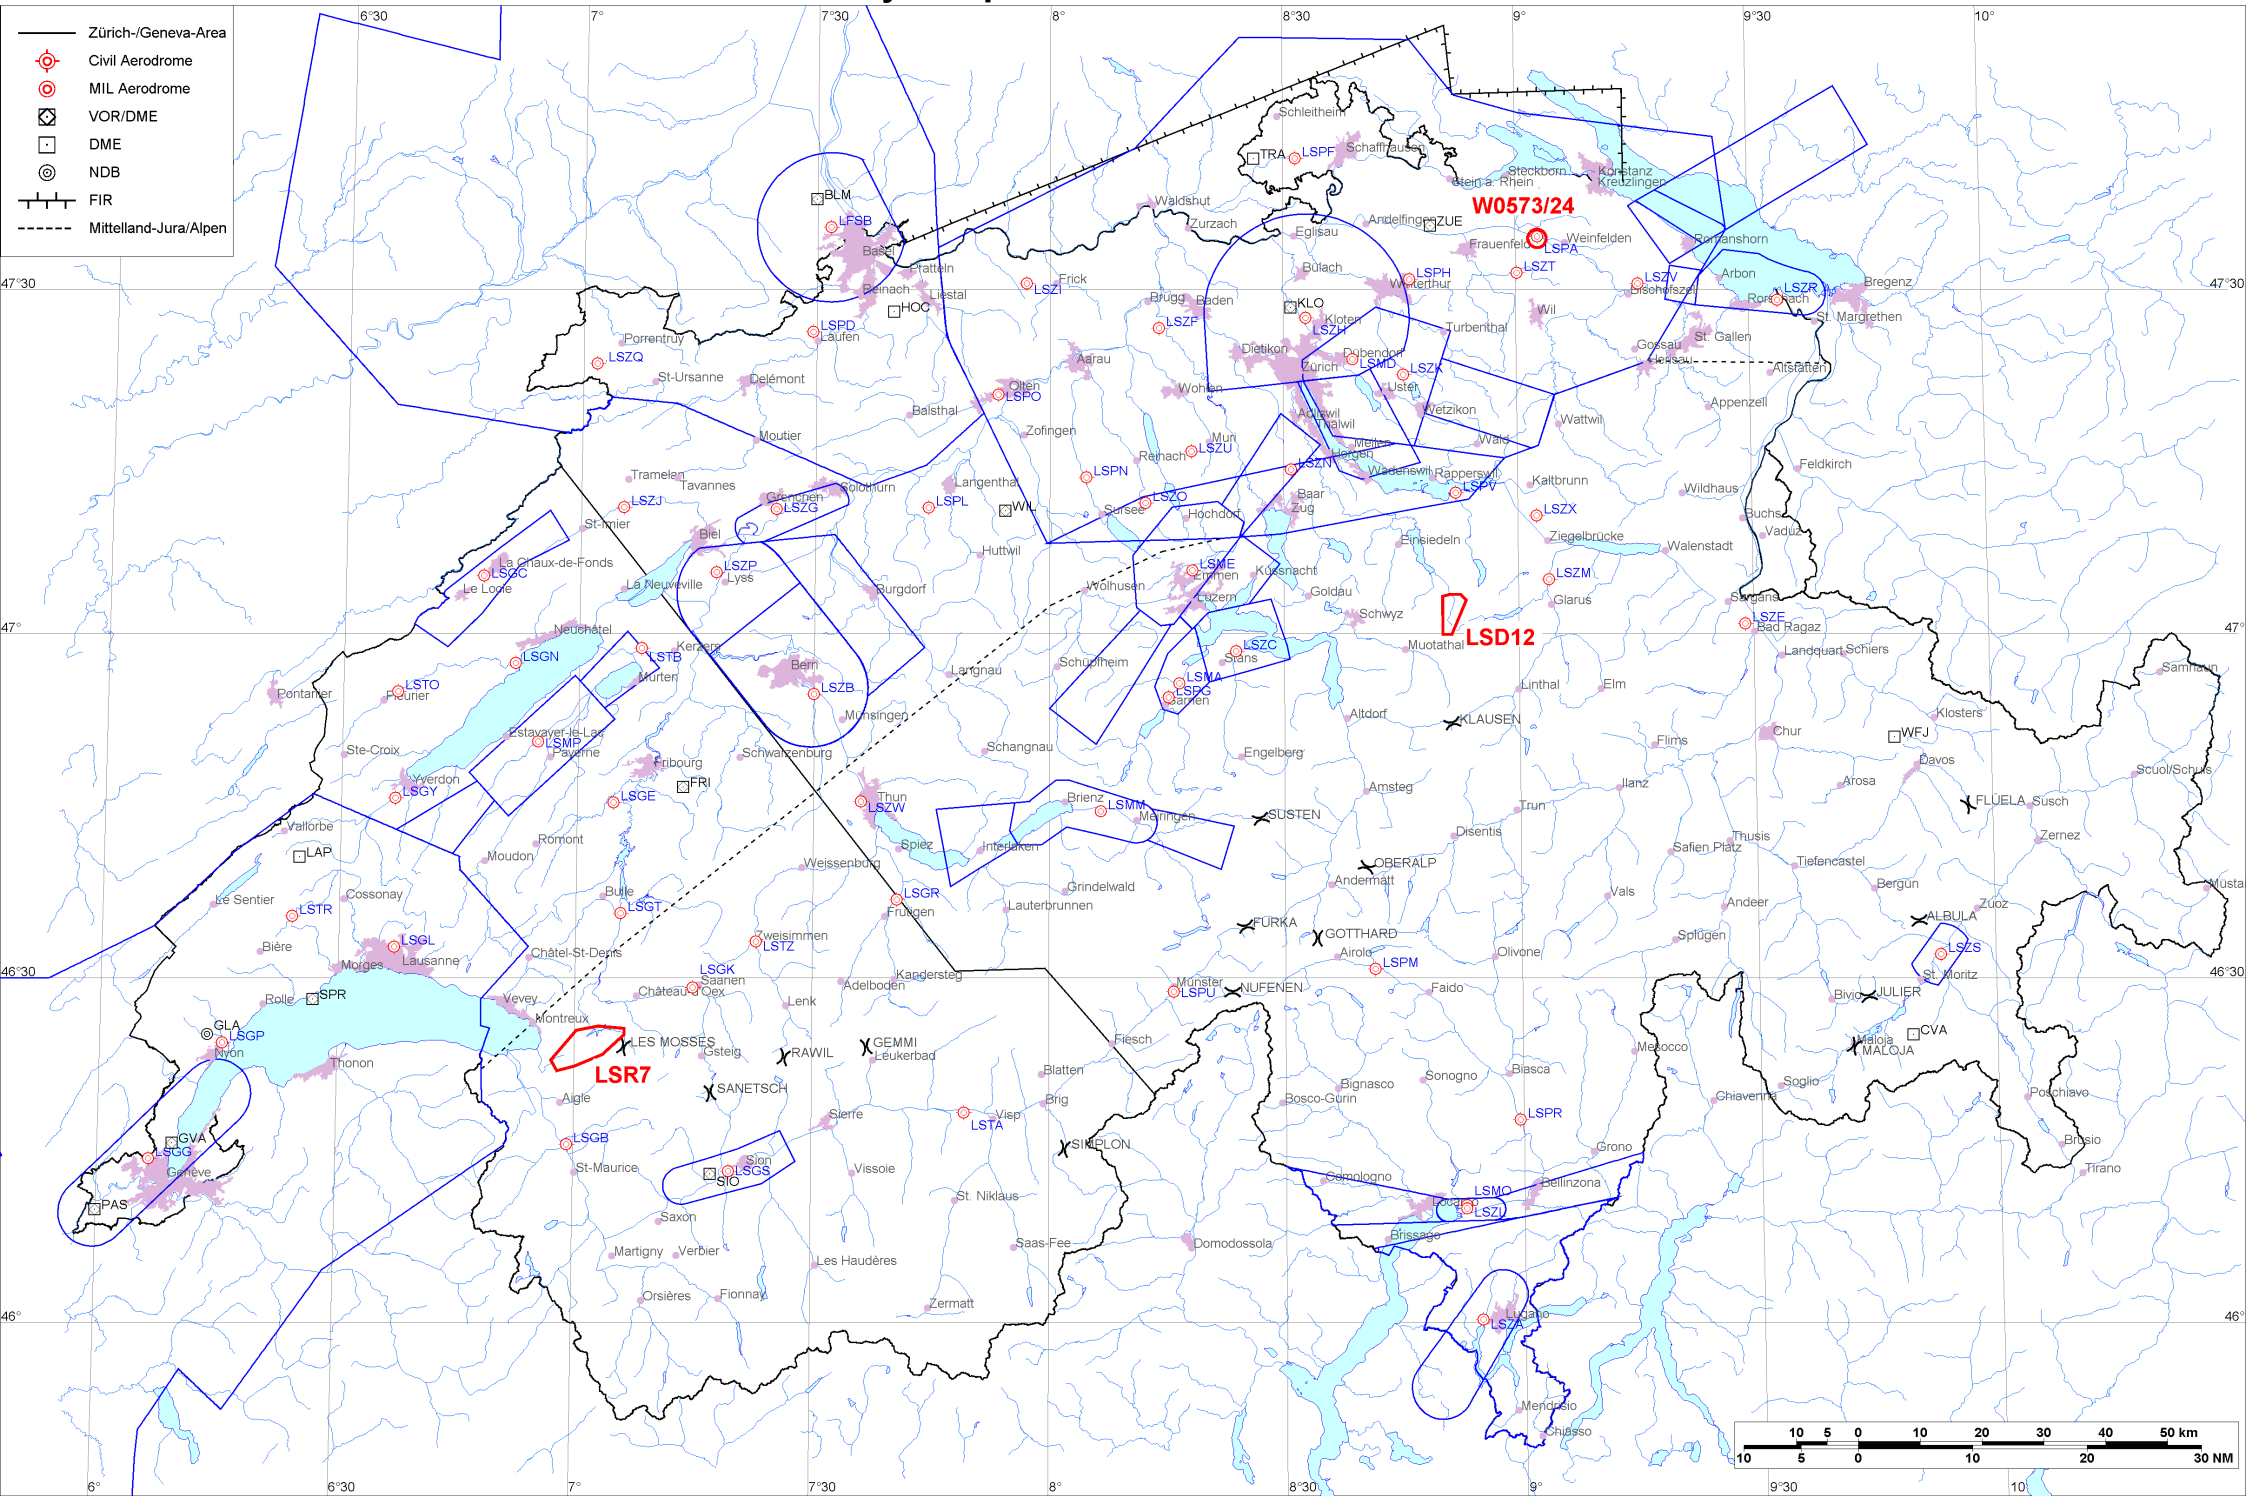 6°30
7°
7°30
8°
8°30
9°
9°30
10°
Zürich-/Geneva-Area
Civil Aerodrome
MIL Aerodrome
VOR/DME
DME
NDB
FIR
Mittelland-Jura/Alpen
Schleitheim
TRA
LSPF
Schaffhausen
Steckborn
Konstanz
Stein a. Rhein
Kreuzlingen
BLM
Waldshut
W0573/24
LFSB
Zurzach
Eglisau
Andelfingen
ZUE
Basel
Frauenfeld
LSPA
Weinfelden
Romanshorn
Pratteln
Bülach
LSPH
LSZT
LSZV
Arbon
47°30
Reinach
Liestal
LSZI
Frick
Winterthur
Bischofszell
LSZR
Bregenz
47°30
HOC
Brugg
Baden
KLO
Wil
Rorschach
LSPD
Laufen
LSZF
Kloten
LSZH
Turbenthal
St. Margrethen
Porrentruy
Dietikon
Dübendorf
St. Gallen
LSZQ
Aarau
Zürich
LSMD
LSZK
Gossau
Herisau
St-Ursanne
Delémont
Olten
LSPO
Wohlen
Uster
Altstätten
Balsthal
Adliswil
Thalwil
Wetzikon
Appenzell
Moutier
Zofingen
Muri
Meilen
Wald
Wattwil
Reinach
LSZU
Horgen
LSZN
Tramelan
Tavannes
LSPN
Wädenswil
Rapperswil
Feldkirch
Langenthal
Solothurn
Kaltbrunn
Grenchen
LSZG
LSZJ
LSPL
WIL
LSZO
Baar
Zug
LSPV
Wildhaus
St-Imier
Sursee
Hochdorf
LSZX
Buchs
Vaduz
Biel
Einsiedeln
Ziegelbrücke
Walenstadt
La Chaux-de-Fonds
LSGC
Huttwil
LSZP
Lyss
LSME
Emmen
Küssnacht
LSZM
Le Locle
La Neuveville
Burgdorf
Wolhusen
Luzern
Goldau
Glarus
Sargans
Schwyz
LSZE
Bad Ragaz
47°
Neuchâtel
LSD12
47°
Kerzers
Muotathal
LSGN
LSTB
LSZC
Stans
Landquart
Schiers
Bern
Langnau
Schüpfheim
Samnaun
Murten
LSMA
Pontarlier
LSTO
Fleurier
LSZB
LSPG
Sarnen
Linthal
Elm
Münsingen
Altdorf
KLAUSEN
Klosters
Estavayer-le-Lac
LSMP
Payerne
WFJ
Chur
Ste-Croix
Schangnau
Engelberg
Flims
Schwarzenburg
Davos
Fribourg
FRI
Scuol/Schuls
Yverdon
LSGY
LSGE
Thun
LSZW
Brienz
LSMM
Meiringen
Amsteg
Ilanz
Arosa
FLÜELA
Susch
SUSTEN
Trun
Vallorbe
Romont
Disentis
Thusis
Zernez
LAP
Moudon
Spiez
Interlaken
Safien Platz
Tiefencastel
Weissenburg
OBERALP
Andermatt
Grindelwald
Bergün
Cossonay
Bulle
LSGR
Vals
Le Sentier
LSTR
LSGT
Frutigen
Lauterbrunnen
Andeer
Zuoz
ALBULA
FURKA
GOTTHARD
Bière
LSGL
Zweisimmen
LSTZ
Splügen
LSZS
Morges
Lausanne
Châtel-St-Denis
Airolo
Olivone
LSPM
46°30
LSGK
Saanen
Kandersteg
St. Moritz
46°30
Adelboden
Münster
LSPU
NUFENEN
Faido
Rolle
SPR
Vevey
Château-d'Oex
Lenk
Bivio
JULIER
Montreux
GLA
LSGP
Nyon
LES MOSSES
Gsteig
RAWIL
GEMMI
Leukerbad
Fiesch
Mesocco
CVA
Maloja
MALOJA
Thonon
LSR7
Blatten
Biasca
SANETSCH
Bignasco
Sonogno
Soglio
Aigle
Brig
Bosco-Gurin
Chiavenna
Poschiavo
Sierre
Visp
LSTA
LSPR
GVA
LSGG
LSGB
SIMPLON
Grono
Brusio
Genève
St-Maurice
Sion
LSGS
SIO
Vissoie
Comologno
Bellinzona
Tirano
PAS
St. Niklaus
LSMO
Locarno
LSZL
Saxon
Martigny
Verbier
Saas-Fee
Domodossola
Brissago
Les Haudères
Orsières
Fionnay
Zermatt
46°
Lugano
LSZA
46°
Mendrisio
Chiasso
10 5 0 10 20 30 40 50 km
10 5 0 10 20 30 NM
6°
6°30
7°
7°30
8°
8°30
9°
9°30
10°